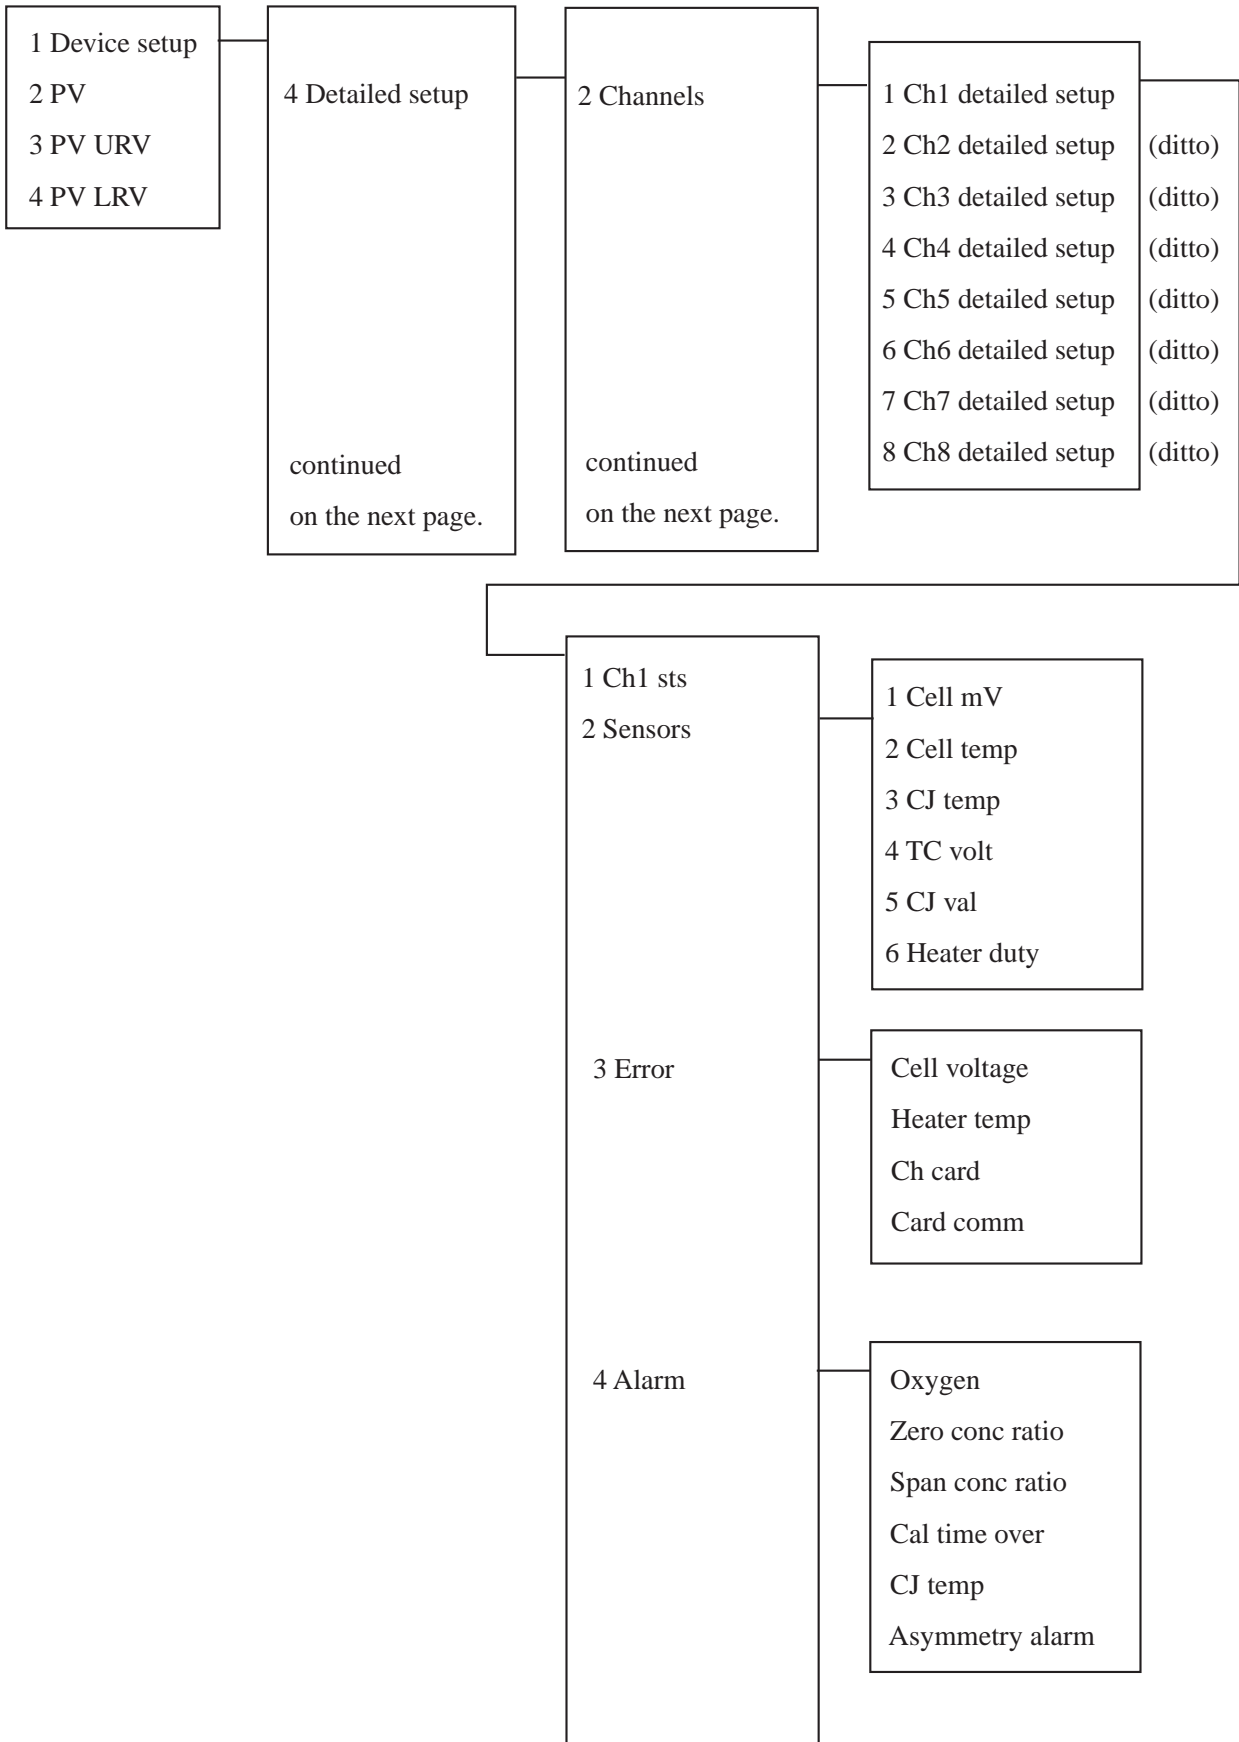 1 Device setup
2 PV
3 PV URV
4 PV LRV
4 Detailed setup
continued
on the next page.
2 Channels
continued
on the next page.
1 Ch1 detailed setup
2 Ch2 detailed setup (ditto)
3 Ch3 detailed setup (ditto)
4 Ch4 detailed setup (ditto)
5 Ch5 detailed setup (ditto)
6 Ch6 detailed setup (ditto)
7 Ch7 detailed setup (ditto)
8 Ch8 detailed setup (ditto)
1 Ch1 sts
2 Sensors
1 Cell mV
2 Cell temp
3 CJ temp
4 TC volt
5 CJ val
6 Heater duty
3 Error
Cell voltage
Heater temp
Ch card
Card comm
4 Alarm
Oxygen
Zero conc ratio
Span conc ratio
Cal time over
CJ temp
Asymmetry alarm